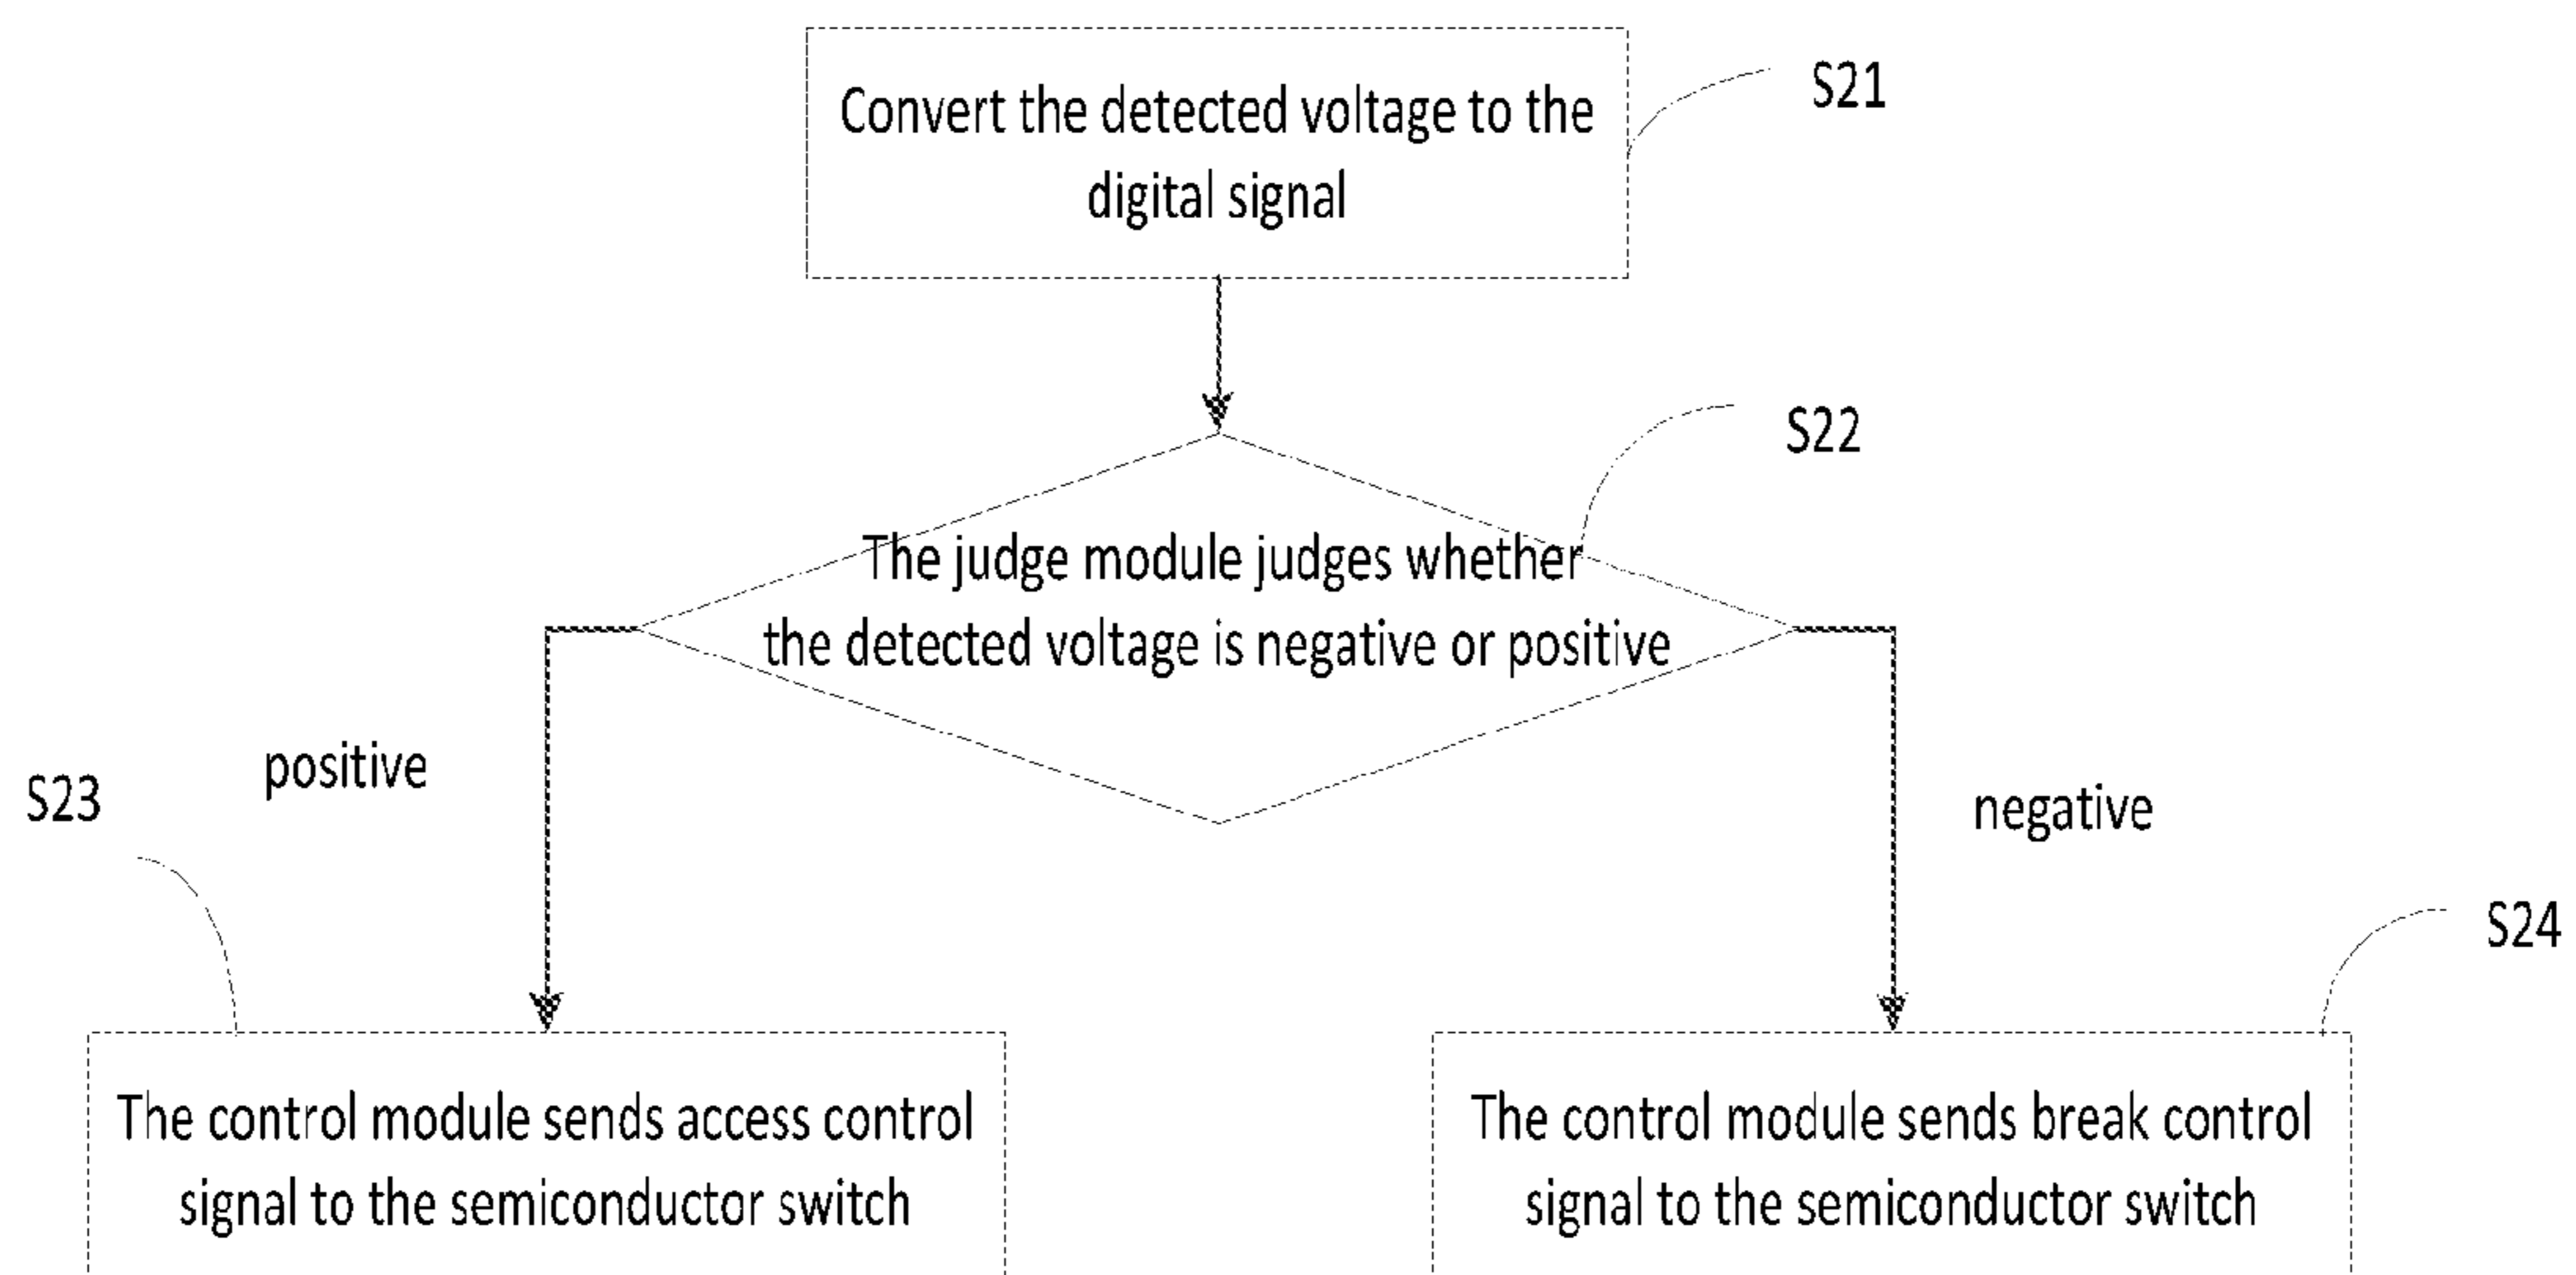 Convert the detected voltage to the
digital signal
S21
S22
The judge module judges whether
the detected voltage is negative or positive
positive
S23
negative
S24
The control module sends access control
signal to the semiconductor switch
The control module sends break control
signal to the semiconductor switch